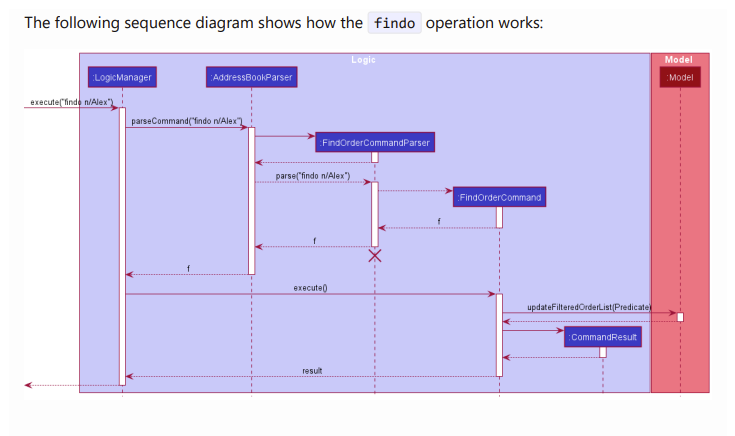 The following sequence diagram shows how the findo operation works:
Logic
Model
:LogicManager
:AddressBookParser
:Model
execute("findo n/Alex")
parseCommand("findo n/Alex")
:FindOrderCommandParser
parse("findo n/Alex")
:FindOrderCommand
f
f
f
execute()
updateFilteredOrderList(Predicate)
:CommandResult
result